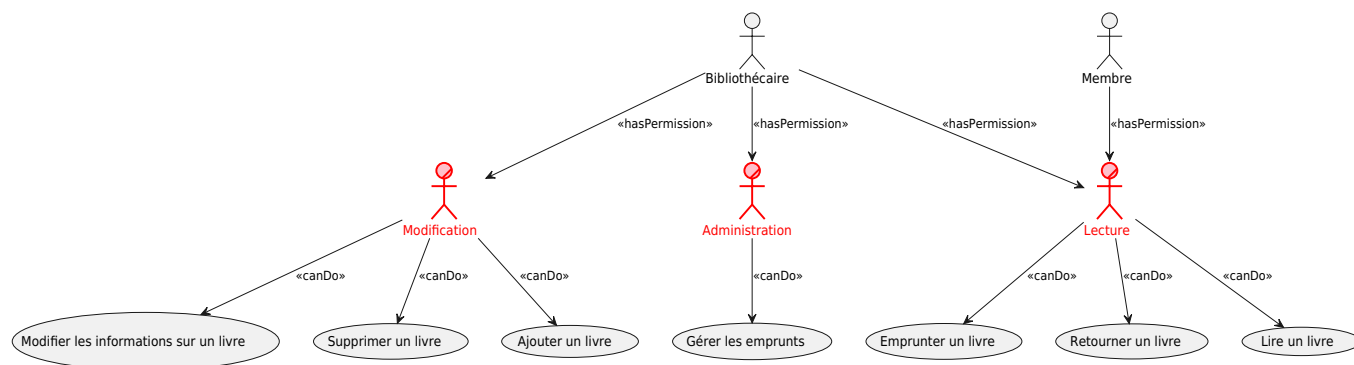 Bibliothécaire
Membre
«hasPermission»
«hasPermission»
«hasPermission»
«hasPermission»
Modification
Administration
Lecture
«canDo»
«canDo»
«canDo»
«canDo»
«canDo»
«canDo»
«canDo»
Modifier les informations sur un livre
Supprimer un livre
Ajouter un livre
Gérer les emprunts
Emprunter un livre
Retourner un livre
Lire un livre